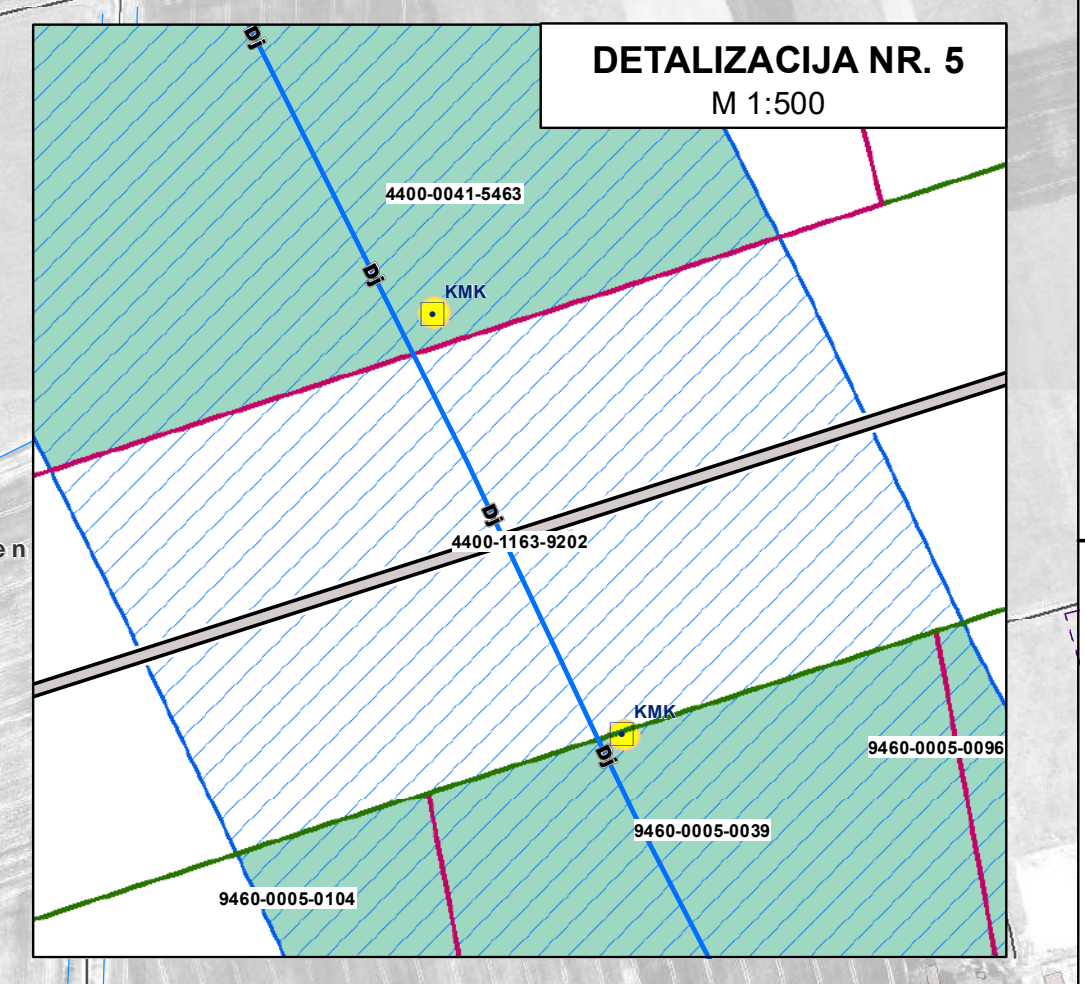 DETALIZACIJA NR. 5
M 1:500
Dj
4400-0041-5463
Dj
KMK
Dj
4400-1163-9202
en
KMK
Dj
9460-0005-0096
9460-0005-0039
9460-0005-0104